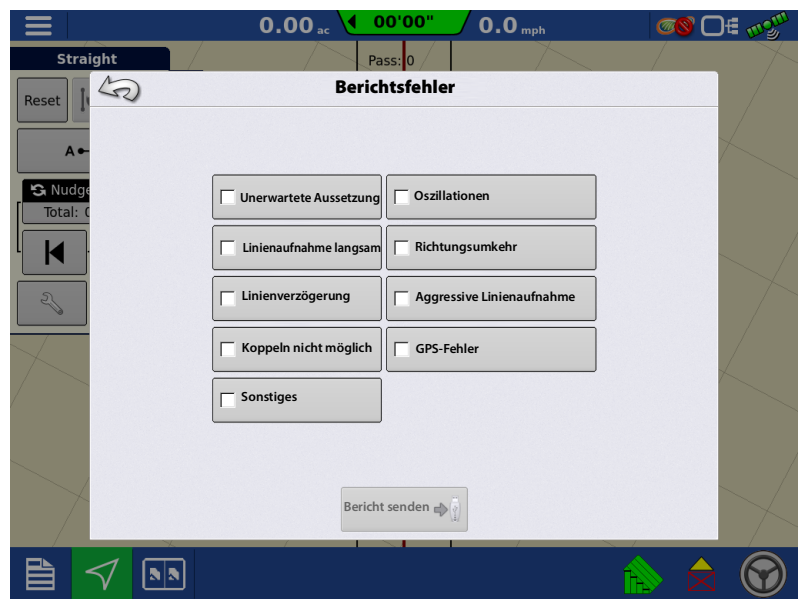 0.00 ac
00'00"
0.0 mph
Straight
Pass: 0
Berichtsfehler
Reset
A
Nudge
Total:
Unerwartete Aussetzung
Oszillationen
Linienaufnahme langsam
Richtungsumkehr
Linienverzögerung
Aggressive Linienaufnahme
Koppeln nicht möglich
GPS-Fehler
Sonstiges
Bericht senden